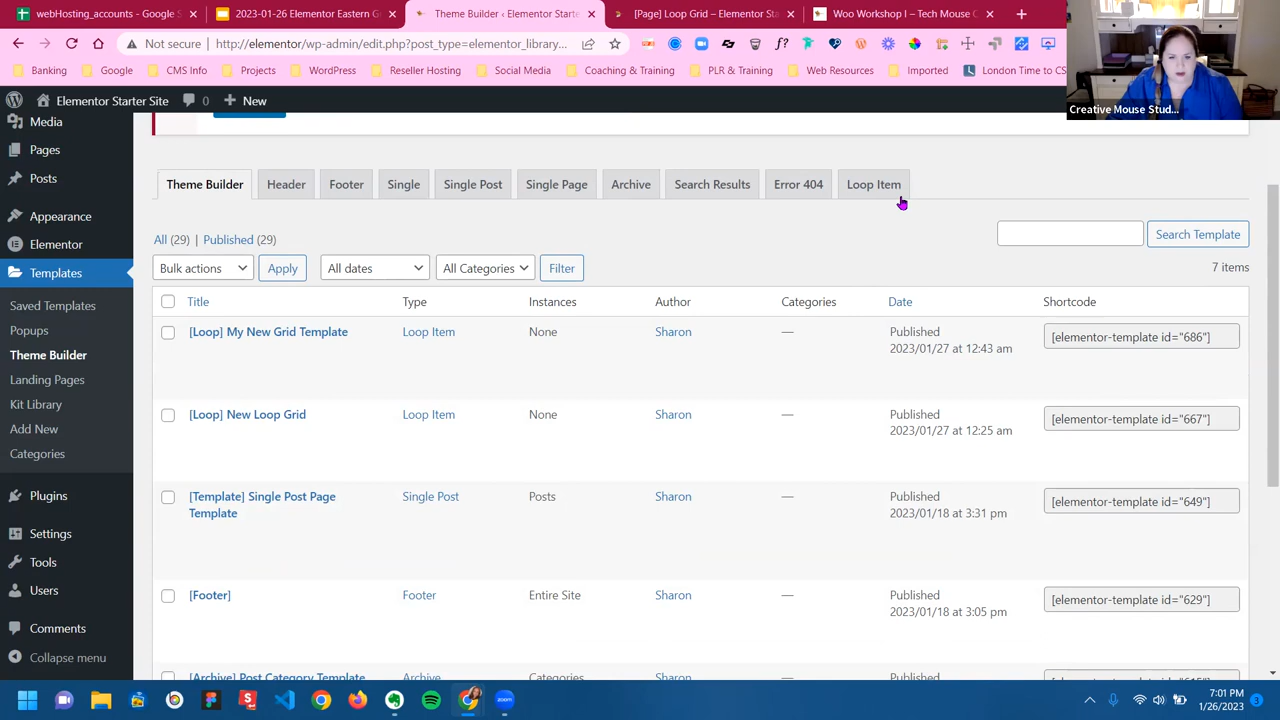 webHosting_accounts - Google S
2023-01-26 Elementor Eastern Ge
Theme Builder ‹ Elementor Starte
[Page] Loop Grid – Elementor Sta
Woo Workshop I – Tech Mouse C
Not secure
http://elementor/wp-admin/edit.php?post_type=elementor_library...
Banking
Google
CMS Info
Projects
WordPress
Parent Hosting
Social Media
Coaching & Training
PLR & Training
Web Resources
Imported
London Time to CS
Creative Mouse Stud...
Elementor Starter Site
0
New
Media
Pages
Posts
Appearance
Elementor
Templates
Saved Templates
Popups
Theme Builder
Landing Pages
Kit Library
Add New
Categories
Plugins
Settings
Tools
Users
Comments
Collapse menu
Theme Builder
Header
Footer
Single
Single Post
Single Page
Archive
Search Results
Error 404
Loop Item
All (29) | Published (29)
Search Template
Bulk actions
Apply
All dates
All Categories
Filter
7 items
Title
Type
Instances
Author
Categories
Date
Shortcode
[Loop] My New Grid Template
Loop Item
None
Sharon
—
Published
2023/01/27 at 12:43 am
[elementor-template id="686"]
[Loop] New Loop Grid
Loop Item
None
Sharon
—
Published
2023/01/27 at 12:25 am
[elementor-template id="667"]
[Template] Single Post Page
Template
Single Post
Posts
Sharon
—
Published
2023/01/18 at 3:31 pm
[elementor-template id="649"]
[Footer]
Footer
Entire Site
Sharon
—
Published
2023/01/18 at 3:05 pm
[elementor-template id="629"]
[Archive] Post Category Template
Archive
Categories
Sharon
—
Published
7:01 PM
1/26/2023
3